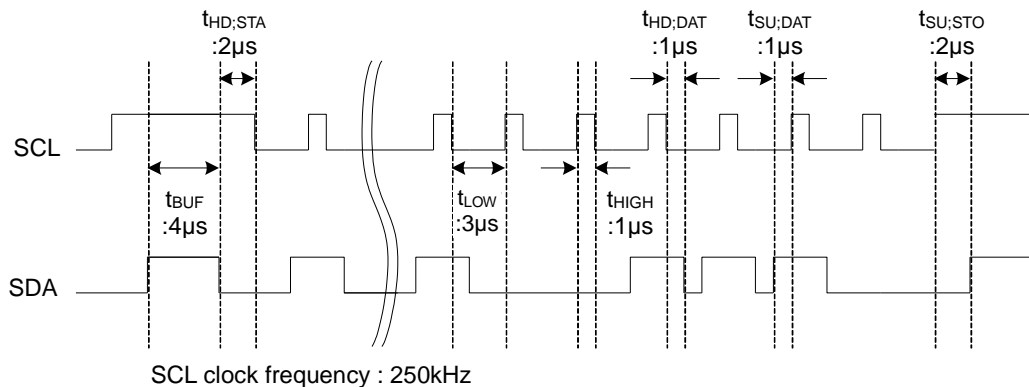 tHD;STA
:2µs
tHD;DAT
:1µs
tSU;DAT
:1µs
tSU;STO
:2µs
SCL
tBUF
:4µs
tLOW
:3µs
tHIGH
:1µs
SDA
SCL clock frequency : 250kHz